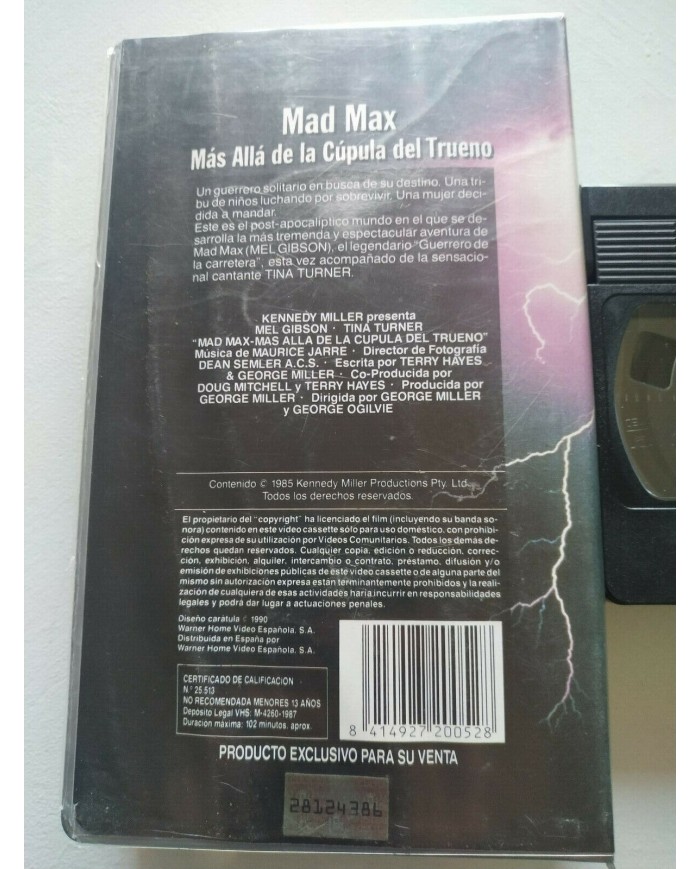 Mad Max
Más Allá de la Cúpula del Trueno
Un guerrero solitario en busca de su destino. Una tri-
bu de niños luchando por sobrevivir. Una mujer deci-
dida a mandar.
Este es el post-apocalíptico mundo en el que se de-
sarrolla la más tremenda y espectacular aventura de
Mad Max (MEL GIBSON), el legendario "Guerrero de
la carretera", esta vez acompañado de la sensacio-
nal cantante TINA TURNER.
KENNEDY MILLER presenta
MEL GIBSON · TINA TURNER
"MAD MAX-MAS ALLA DE LA CUPULA DEL TRUENO"
Música de MAURICE JARRE · Director de Fotografía
DEAN SEMLER A.C.S. · Escrita por TERRY HAYES
& GEORGE MILLER · Co-Producida por
DOUG MITCHELL y TERRY HAYES · Producida por
GEORGE MILLER · Dirigida por GEORGE MILLER
y GEORGE OGILVIE
Contenido © 1985 Kennedy Miller Productions Pty. Ltd.
Todos los derechos reservados.
El propietario del "copyright" ha licenciado el film (incluyendo su banda so-
nora) contenido en este video cassette sólo para uso doméstico, con prohibi-
ción expresa de su utilización por Videos Comunitarios. Todos los demás de-
rechos quedan reservados. Cualquier copia, edición o reducción, correc-
ción, exhibición, alquiler, intercambio o contrato, préstamo, difusión y/o
emisión de exhibiciones públicas de este video cassette o de alguna parte del
mismo sin autorización expresa están terminantemente prohibidos y la reali-
zación de cualquiera de esas actividades haría incurrir en responsabilidades
legales y podrá dar lugar a actuaciones penales.
Diseño carátula © 1990
Warner Home Video Española, S.A.
Distribuida en España por
Warner Home Video Española, S.A.
CERTIFICADO DE CALIFICACION
N.º 25.513
NO RECOMENDADA MENORES 13 AÑOS
Deposito Legal VHS: M-4260-1987
Duración máxima: 102 minutos. aprox.
8 414927 200528
PRODUCTO EXCLUSIVO PARA SU VENTA
28124386